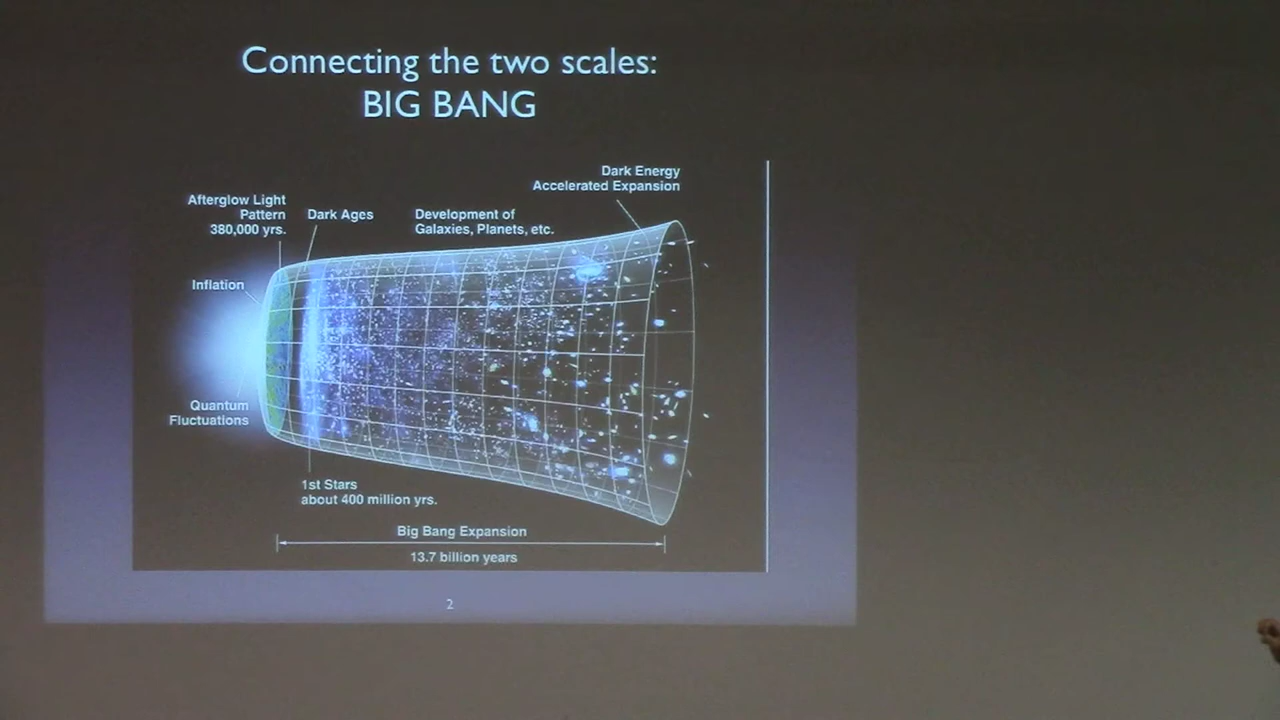 Connecting the two scales:
BIG BANG
Dark Energy
Accelerated Expansion
Afterglow Light
Pattern
380,000 yrs.
Dark Ages
Development of
Galaxies, Planets, etc.
Inflation
Quantum
Fluctuations
1st Stars
about 400 million yrs.
Big Bang Expansion
13.7 billion years
2